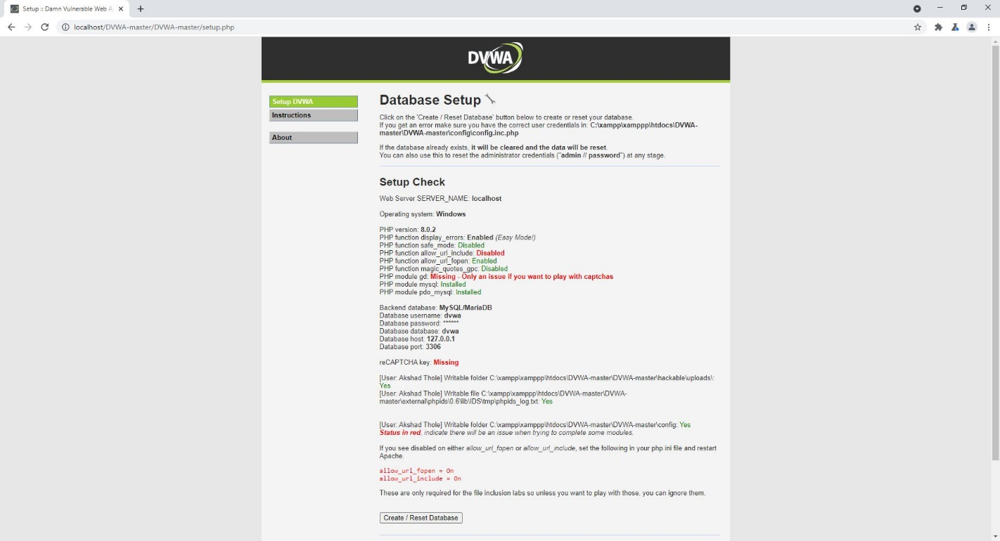 Setup :: Damn Vulnerable Web A
localhost/DVWA-master/DVWA-master/setup.php
DVWA
Setup DVWA
Instructions
About
Database Setup
Click on the 'Create / Reset Database' button below to create or reset your database.
If you get an error make sure you have the correct user credentials in: C:\xampp\xamppp\htdocs\DVWA-
master\DVWA-master\config\config.inc.php
If the database already exists, it will be cleared and the data will be reset.
You can also use this to reset the administrator credentials ("admin // password") at any stage.
Setup Check
Web Server SERVER_NAME: localhost
Operating system: Windows
PHP version: 8.0.2
PHP function display_errors: Enabled (Easy Mode!)
PHP function safe_mode: Disabled
PHP function allow_url_include: Disabled
PHP function allow_url_fopen: Enabled
PHP function magic_quotes_gpc: Disabled
PHP module gd: Missing - Only an issue if you want to play with captchas
PHP module mysql: Installed
PHP module pdo_mysql: Installed
Backend database: MySQL/MariaDB
Database username: dvwa
Database password: ******
Database database: dvwa
Database host: 127.0.0.1
Database port: 3306
reCAPTCHA key: Missing
[User: Akshad Thole] Writable folder C:\xampp\xamppp\htdocs\DVWA-master\DVWA-master\hackable\uploads\:
Yes
[User: Akshad Thole] Writable file C:\xampp\xamppp\htdocs\DVWA-master\DVWA-
master\external\phpids\0.6\lib\IDS\tmp\phpids_log.txt: Yes
[User: Akshad Thole] Writable folder C:\xampp\xamppp\htdocs\DVWA-master\DVWA-master\config: Yes
Status in red, indicate there will be an issue when trying to complete some modules.
If you see disabled on either allow_url_fopen or allow_url_include, set the following in your php.ini file and restart
Apache.
allow_url_fopen = On
allow_url_include = On
These are only required for the file inclusion labs so unless you want to play with those, you can ignore them.
Create / Reset Database